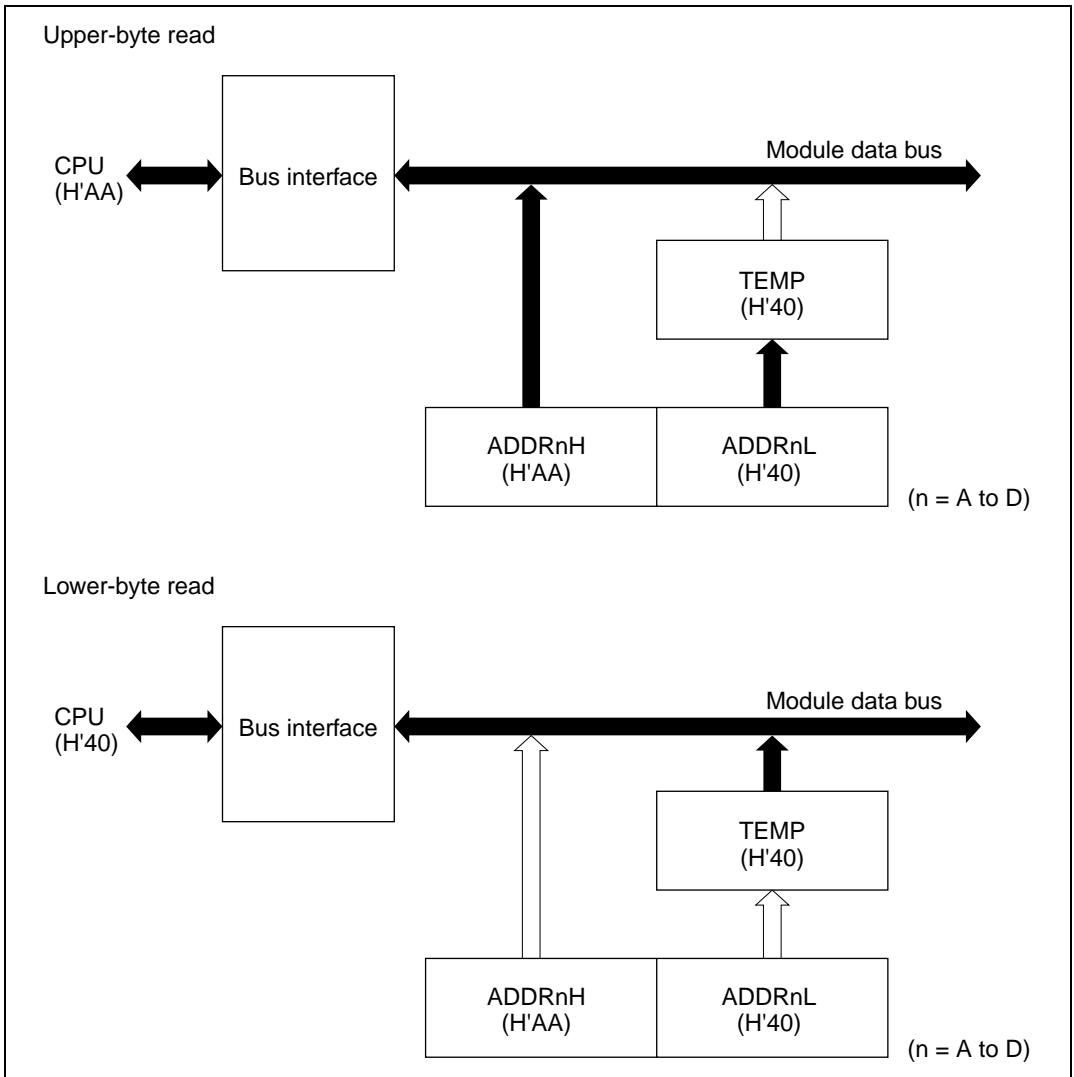 Upper-byte read
Module data bus
CPU
(H'AA)
Bus interface
TEMP
(H'40)
ADDRnH
(H'AA)
ADDRnL
(H'40)
(n = A to D)
Lower-byte read
Module data bus
CPU
(H'40)
Bus interface
TEMP
(H'40)
ADDRnH
(H'AA)
ADDRnL
(H'40)
(n = A to D)